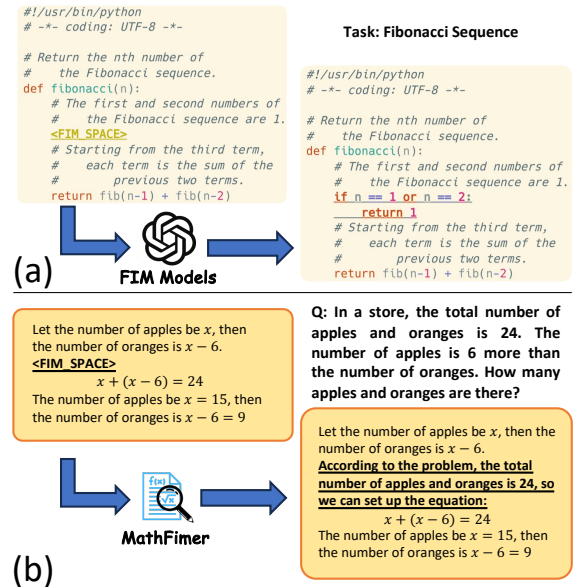 #!/usr/bin/python
# -*- coding: UTF-8 -*-
# Return the nth number of
#    the Fibonacci sequence.
def fibonacci(n):
    # The first and second numbers of
    #    the Fibonacci sequence are 1.
    <FIM_SPACE>
    # Starting from the third term,
    #    each term is the sum of the
    #        previous two terms.
    return fib(n-1) + fib(n-2)
(a)
FIM Models
Task: Fibonacci Sequence
#!/usr/bin/python
# -*- coding: UTF-8 -*-
# Return the nth number of
#    the Fibonacci sequence.
def fibonacci(n):
    # The first and second numbers of
    #    the Fibonacci sequence are 1.
    if n == 1 or n == 2:
        return 1
    # Starting from the third term,
    #    each term is the sum of the
    #        previous two terms.
    return fib(n-1) + fib(n-2)
Let the number of apples be x, then
the number of oranges is x − 6.
<FIM_SPACE>
x + (x − 6) = 24
The number of apples be x = 15, then
the number of oranges is x − 6 = 9
f(x)
√x
MathFimer
(b)
Q: In a store, the total number of
apples and oranges is 24. The
number of apples is 6 more than
the number of oranges. How many
apples and oranges are there?
Let the number of apples be x, then the
number of oranges is x − 6.
According to the problem, the total
number of apples and oranges is 24, so
we can set up the equation:
x + (x − 6) = 24
The number of apples be x = 15, then
the number of oranges is x − 6 = 9